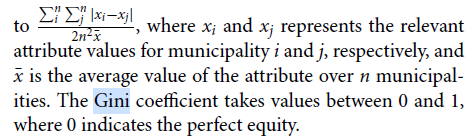 to \frac{\sum_{i}^{n} \sum_{j}^{n} |x_i - x_j|}{2n^2 \bar{x}}, where x_i and x_j represents the relevant
attribute values for municipality i and j, respectively, and
x̄ is the average value of the attribute over n municipal-
ities. The Gini coefficient takes values between 0 and 1,
where 0 indicates the perfect equity.